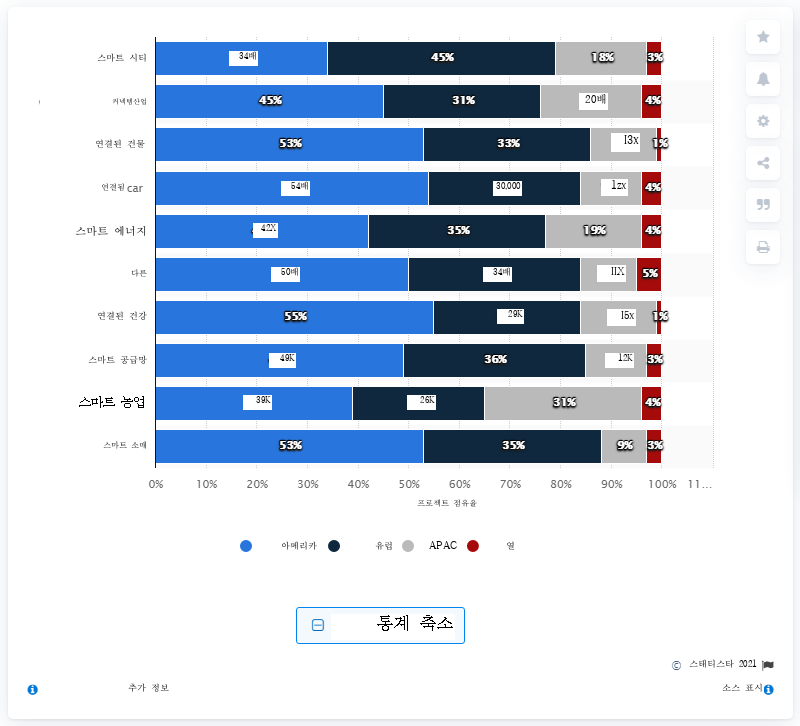 스마트 시티 34배 45% 18% 3%
커넥티드산업 45% 31% 20배 4%
연결된 건물 53% 33% 13x 1%
연결됨 car 54배 30,000 1zx 4%
스마트 에너지 42X 35% 19% 4%
다른 50배 34배 IIX 5%
연결된 건강 55% 29K 15x 1%
스마트 공급망 49K 36% 12K 3%
스마트 농업 39K 26K 31% 4%
스마트 소매 53% 35% 9% 3%
0% 10% 20% 30% 40% 50% 60% 70% 80% 90% 100% 11...
프로젝트 점유율
아메리카 유럽 APAC 열
통계 축소
© 스태티스타 2021
추가 정보 소스 표시